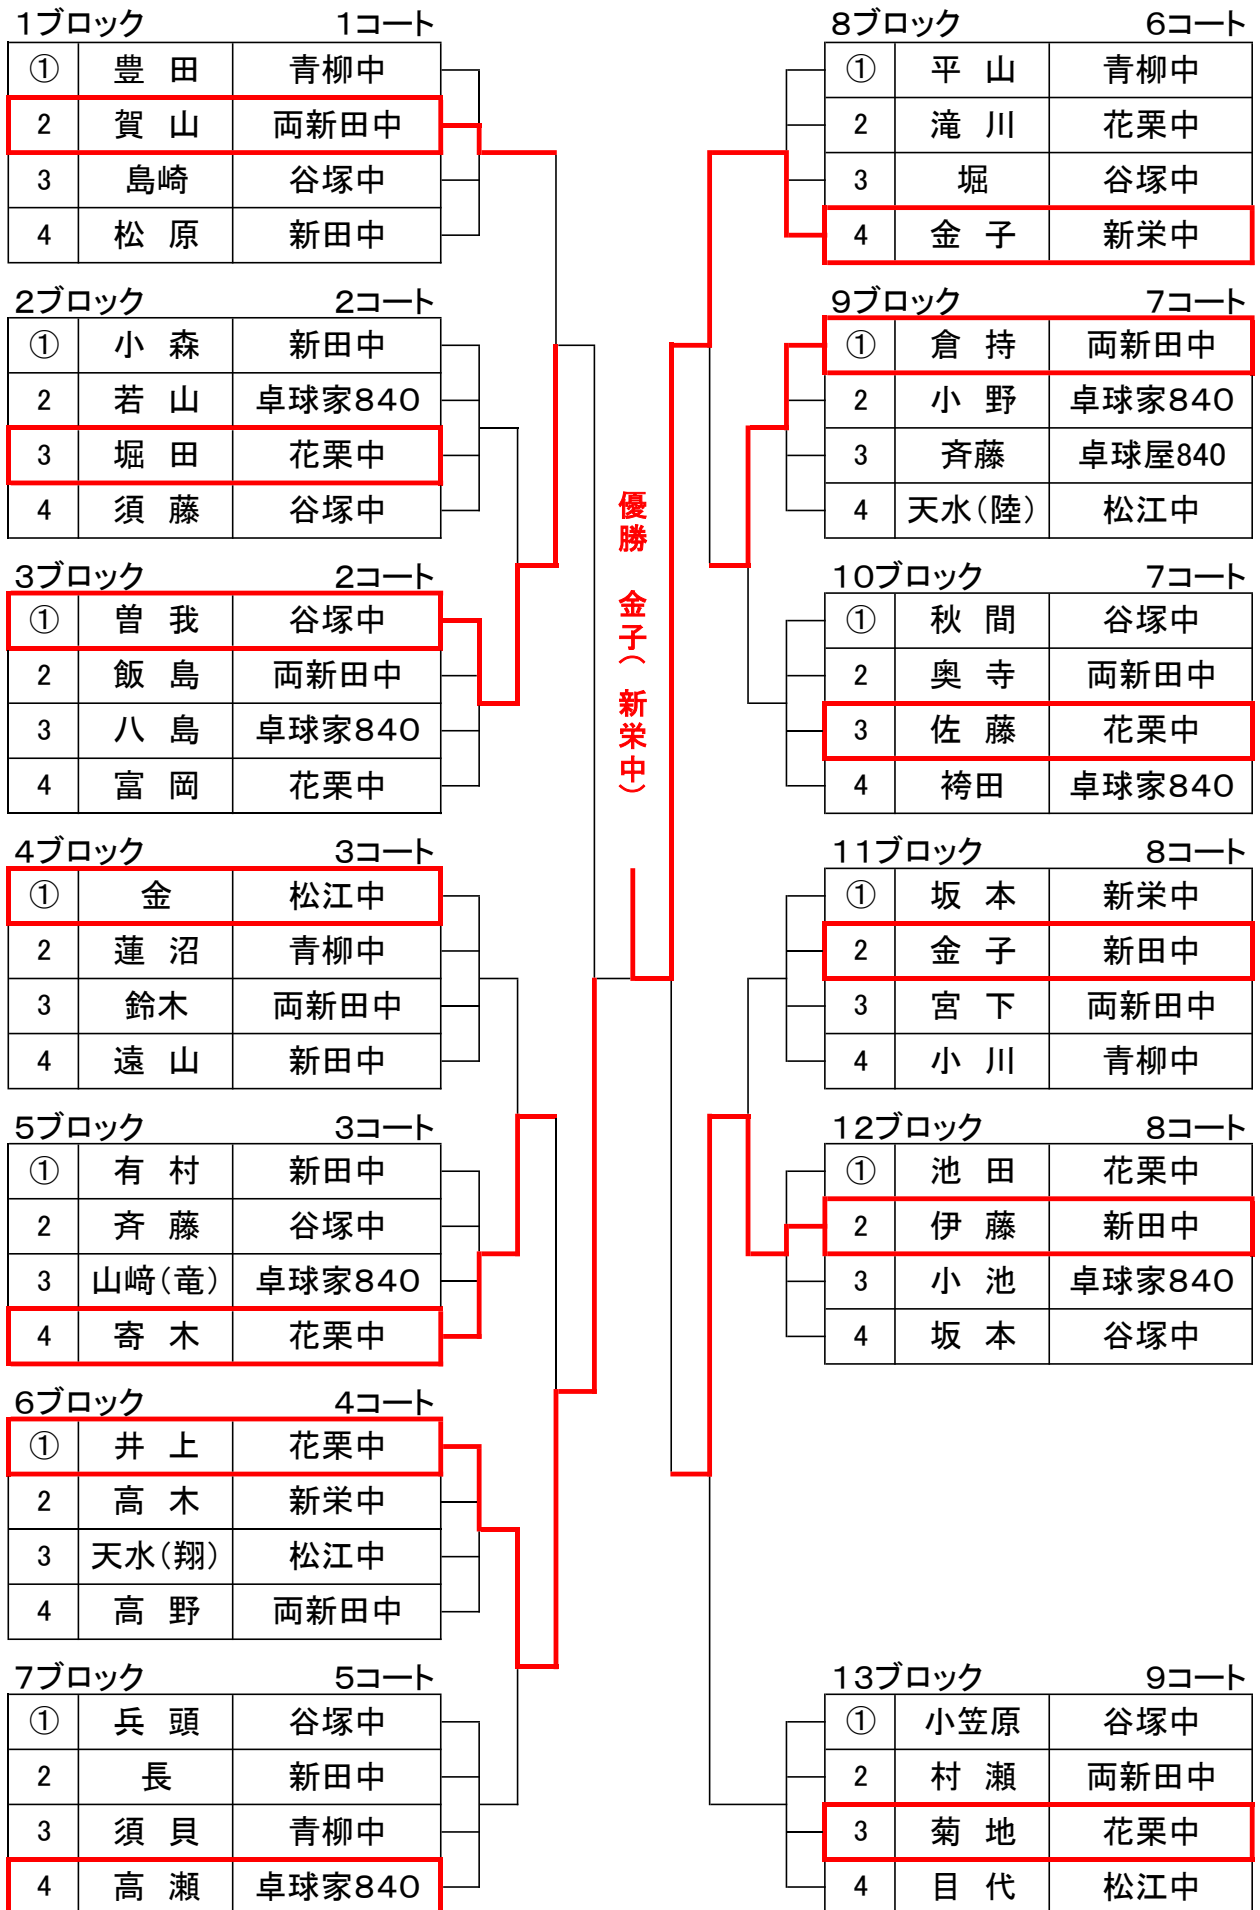 1ブロック 1コート
① 豊 田 青柳中
2 賀 山 両新田中
3 島崎 谷塚中
4 松 原 新田中
2ブロック 2コート
① 小 森 新田中
2 若 山 卓球家840
3 堀 田 花栗中
4 須 藤 谷塚中
3ブロック 2コート
① 曽 我 谷塚中
2 飯 島 両新田中
3 八 島 卓球家840
4 富 岡 花栗中
4ブロック 3コート
① 金 松江中
2 蓮 沼 青柳中
3 鈴木 両新田中
4 遠 山 新田中
5ブロック 3コート
① 有 村 新田中
2 斉 藤 谷塚中
3 山﨑(竜) 卓球家840
4 寄 木 花栗中
6ブロック 4コート
① 井 上 花栗中
2 高 木 新栄中
3 天水(翔) 松江中
4 高 野 両新田中
7ブロック 5コート
① 兵 頭 谷塚中
2 長 新田中
3 須 貝 青柳中
4 高 瀬 卓球家840
優勝 金子(新栄中)
8ブロック 6コート
① 平 山 青柳中
2 滝 川 花栗中
3 堀 谷塚中
4 金 子 新栄中
9ブロック 7コート
① 倉 持 両新田中
2 小 野 卓球家840
3 斉藤 卓球屋840
4 天水(陸) 松江中
10ブロック 7コート
① 秋 間 谷塚中
2 奥 寺 両新田中
3 佐 藤 花栗中
4 袴田 卓球家840
11ブロック 8コート
① 坂 本 新栄中
2 金 子 新田中
3 宮 下 両新田中
4 小 川 青柳中
12ブロック 8コート
① 池 田 花栗中
2 伊 藤 新田中
3 小 池 卓球家840
4 坂 本 谷塚中
13ブロック 9コート
① 小笠原 谷塚中
2 村 瀬 両新田中
3 菊 地 花栗中
4 目 代 松江中